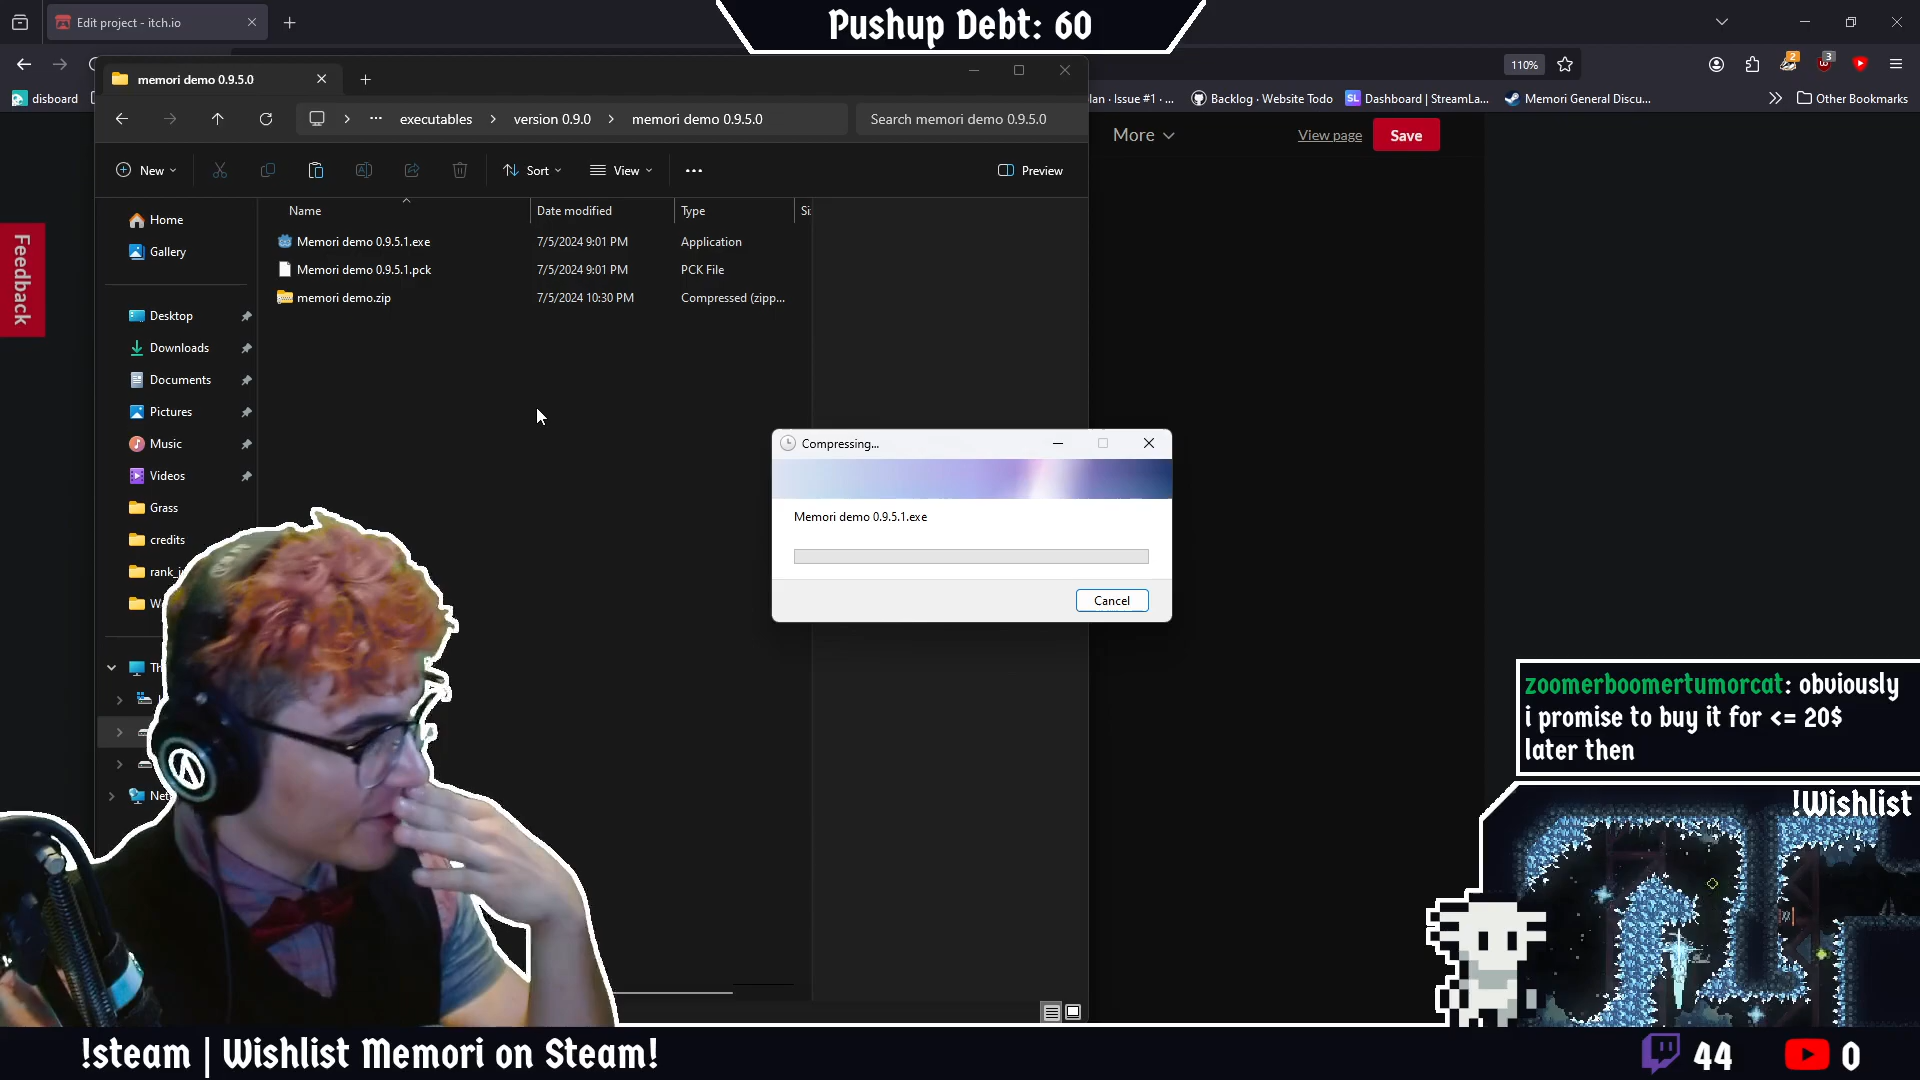 Edit project - itch.io
Pushup Debt: 60
110%
2
3
disboard
lan · Issue #1 · ...
Backlog · Website Todo
SL
Dashboard | StreamLa...
Memori General Discu...
Other Bookmarks
memori demo 0.9.5.0
executables
version 0.9.0
memori demo 0.9.5.0
Search memori demo 0.9.5.0
More
View page
Save
New
Sort
View
Preview
Name
Date modified
Type
Home
Memori demo 0.9.5.1.exe
7/5/2024 9:01 PM
Application
Gallery
Memori demo 0.9.5.1.pck
7/5/2024 9:01 PM
PCK File
memori demo.zip
7/5/2024 10:30 PM
Compressed (zipp...
Feedback
Desktop
Downloads
Documents
Pictures
Music
Videos
Grass
credits
Compressing...
Memori demo 0.9.5.1.exe
Cancel
zoomerboomertumorcat: obviously
i promise to buy it for <= 20$
later then
!Wishlist
!steam | Wishlist Memori on Steam!
44
0